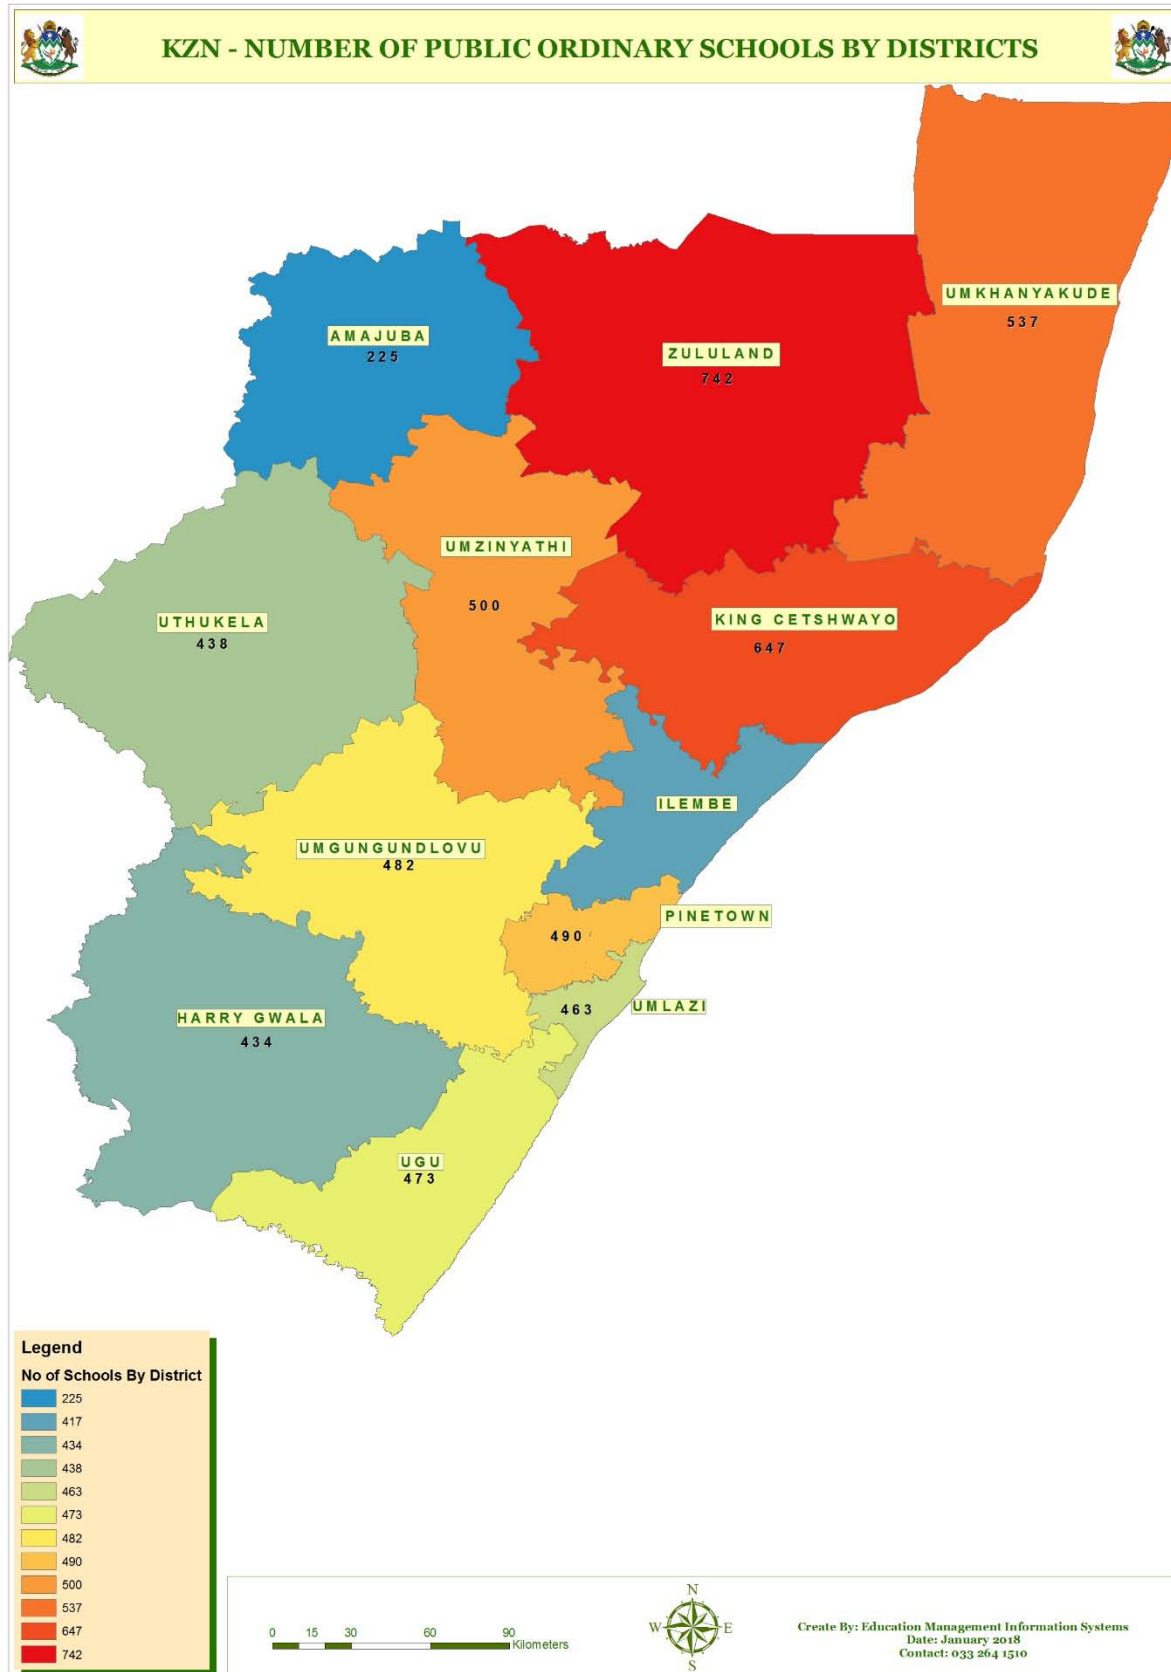 KZN - NUMBER OF PUBLIC ORDINARY SCHOOLS BY DISTRICTS
UMKHANYAKUDE
537
AMAJUBA
225
ZULULAND
742
UMZINYATHI
500
UTHUKELA
438
KING CETSHWAYO
647
ILEMBE
UMGUNGUNDLOVU
482
PINETOWN
490
UMLAZI
463
HARRY GWALA
434
UGU
473
Legend
No of Schools By District
225
417
434
438
463
473
482
490
500
537
647
742
0 15 30 60 90
Kilometers
N
W E
S
Create By: Education Management Information Systems
Date: January 2018
Contact: 033 264 1510